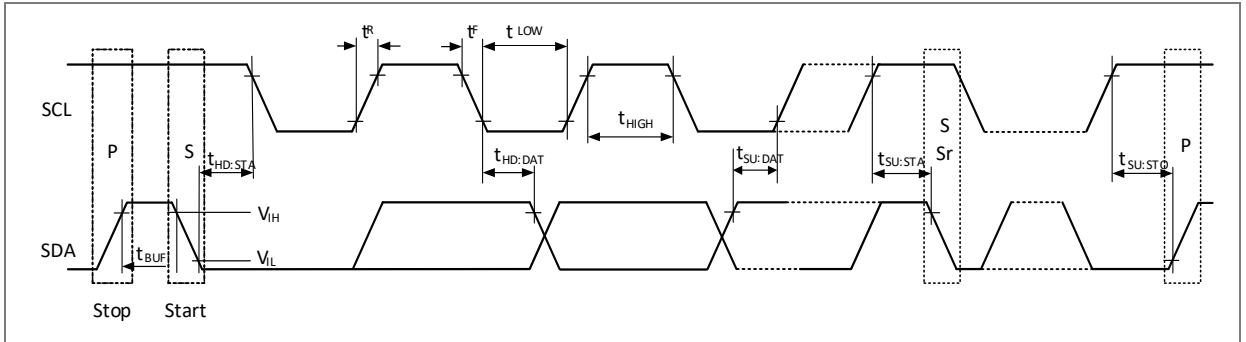 tR tF tLOW
SCL
tHIGH
P S S P
Sr
tHD:STA tHD:DAT tSU:DAT tSU:STA tSU:STO
VIH
SDA tBUF VIL
Stop Start